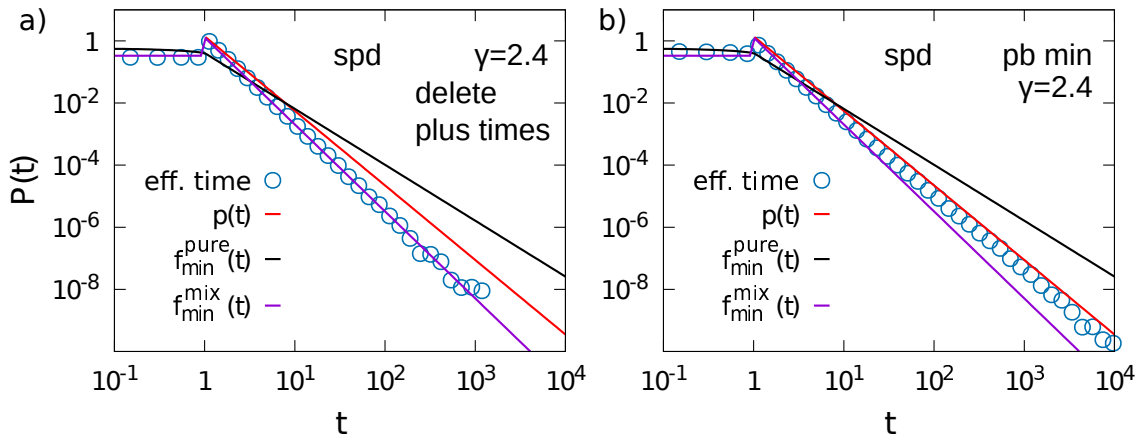 a)
spd γ=2.4
delete
plus times
eff. time
p(t)
f_min^pure(t)
f_min^mix(t)
P(t)
1
10^-2
10^-4
10^-6
10^-8
10^-1 1 10^1 10^2 10^3 10^4
t
b)
spd pb min
γ=2.4
eff. time
p(t)
f_min^pure(t)
f_min^mix(t)
1
10^-2
10^-4
10^-6
10^-8
10^-1 1 10^1 10^2 10^3 10^4
t